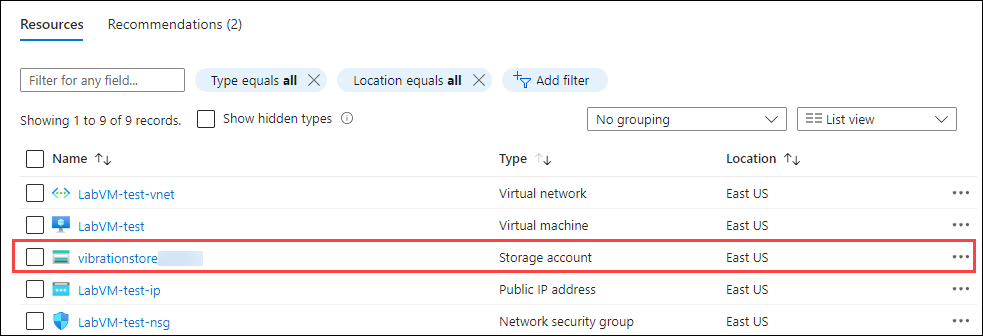 Resources Recommendations (2)
Filter for any field... Type equals all Location equals all Add filter
Showing 1 to 9 of 9 records. Show hidden types No grouping List view
Name Type Location
LabVM-test-vnet Virtual network East US
LabVM-test Virtual machine East US
vibrationstore Storage account East US
LabVM-test-ip Public IP address East US
LabVM-test-nsg Network security group East US